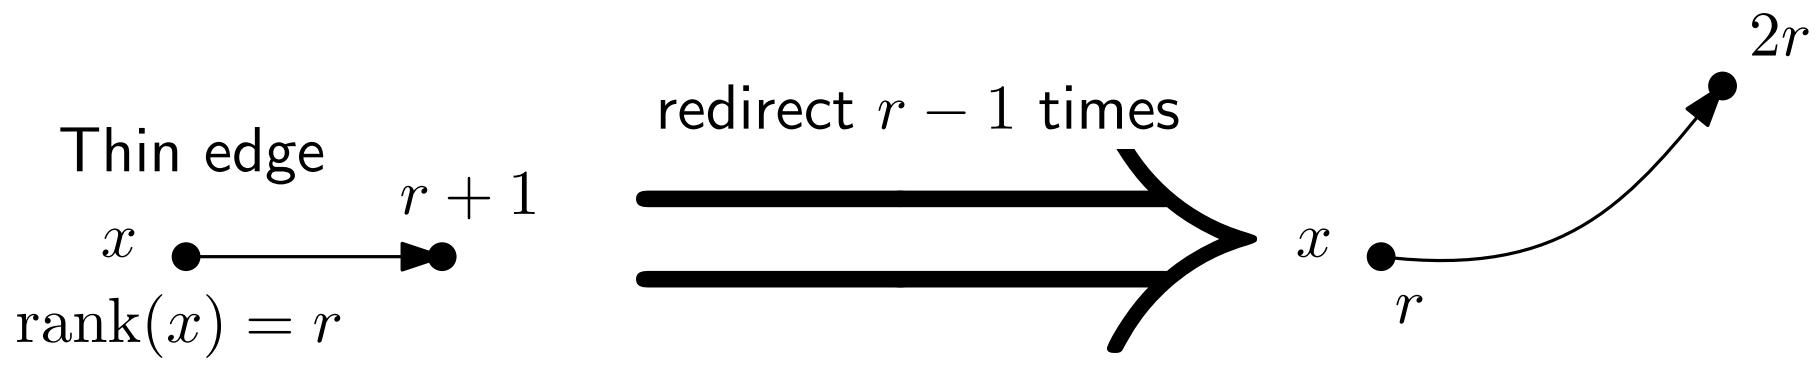 Thin edge
x
r + 1
rank(x) = r
redirect r − 1 times
x
r
2r